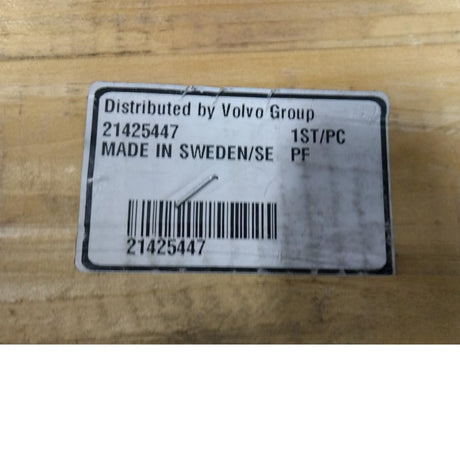 Distributed by Volvo Group
21425447 1ST/PC
MADE IN SWEDEN/SE PF
21425447